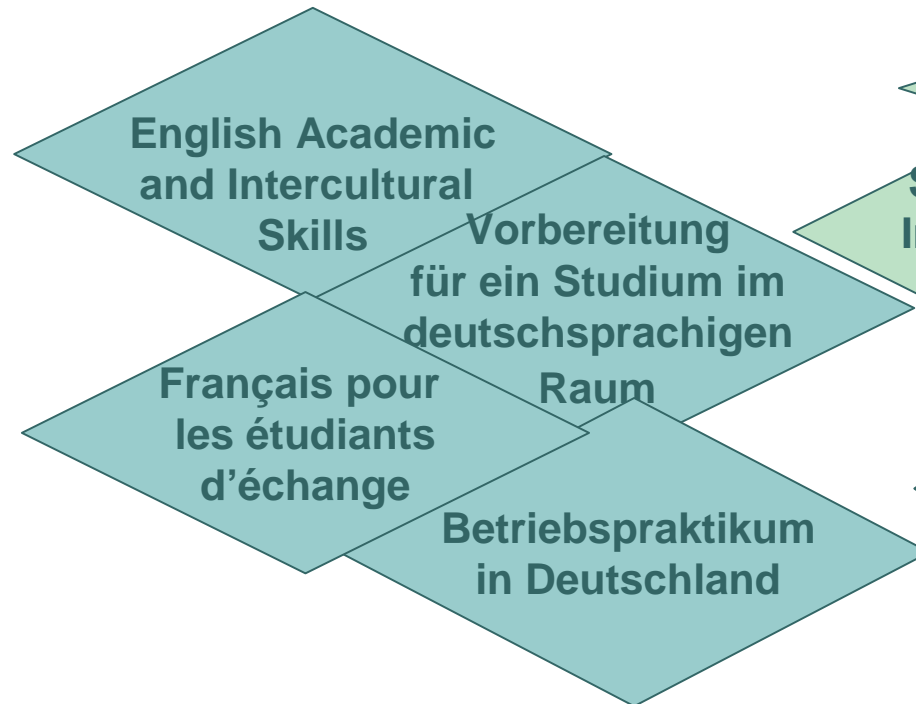 English Academic
and Intercultural
Skills
Vorbereitung
für ein Studium im
deutschsprachigen
Raum
Français pour
les étudiants
d’échange
Betriebspraktikum
in Deutschland